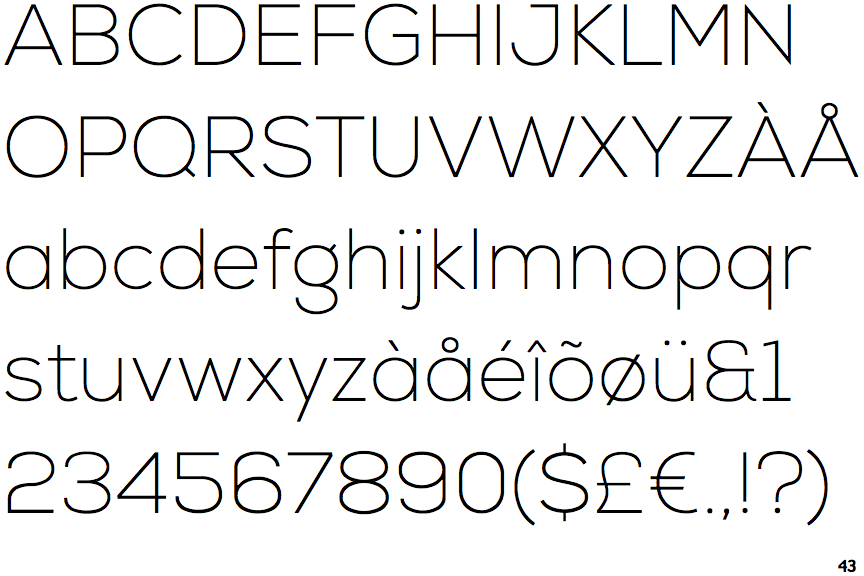 ABCDEFGHIJKLMN
OPQRSTUVWXYZÀÅ
abcdefghijklmnopqr
stuvwxyzàåéîõøü&1
234567890($£€.,!?)
43